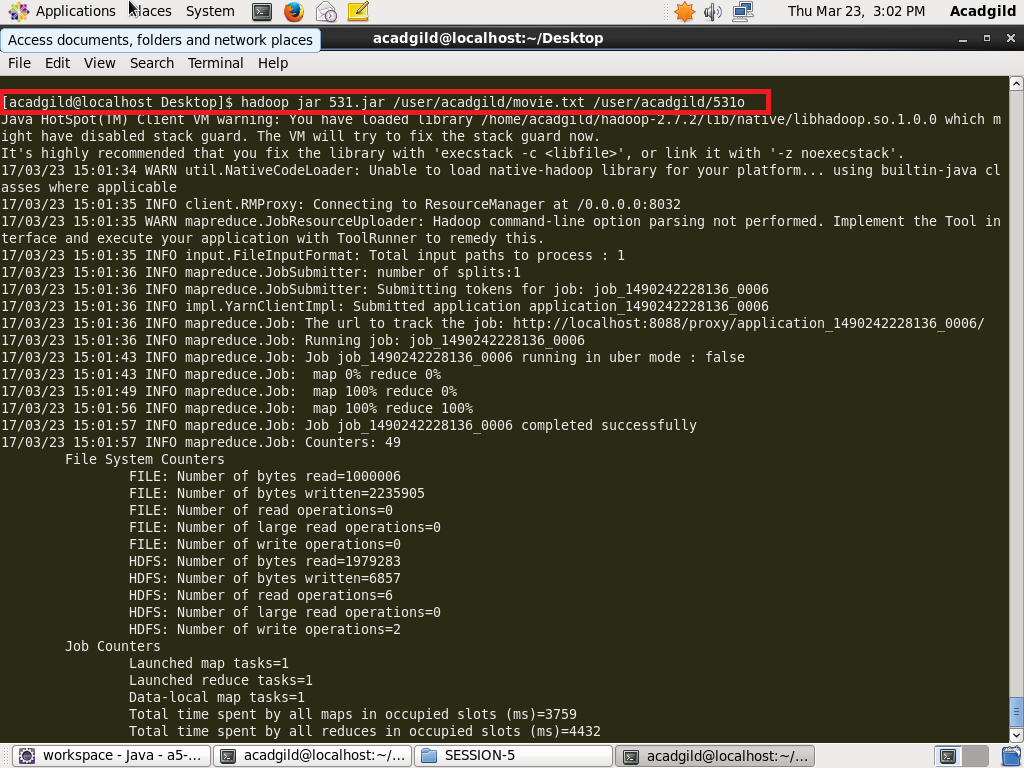 Applications Places System Thu Mar 23, 3:02 PM Acadgild
Access documents, folders and network places
acadgild@localhost:~/Desktop
File Edit View Search Terminal Help
[acadgild@localhost Desktop]$ hadoop jar 531.jar /user/acadgild/movie.txt /user/acadgild/531o
Java HotSpot(TM) Client VM warning: You have loaded library /home/acadgild/hadoop-2.7.2/lib/native/libhadoop.so.1.0.0 which m
ight have disabled stack guard. The VM will try to fix the stack guard now.
It's highly recommended that you fix the library with 'execstack -c <libfile>', or link it with '-z noexecstack'.
17/03/23 15:01:34 WARN util.NativeCodeLoader: Unable to load native-hadoop library for your platform... using builtin-java cl
asses where applicable
17/03/23 15:01:35 INFO client.RMProxy: Connecting to ResourceManager at /0.0.0.0:8032
17/03/23 15:01:35 WARN mapreduce.JobResourceUploader: Hadoop command-line option parsing not performed. Implement the Tool in
terface and execute your application with ToolRunner to remedy this.
17/03/23 15:01:35 INFO input.FileInputFormat: Total input paths to process : 1
17/03/23 15:01:36 INFO mapreduce.JobSubmitter: number of splits:1
17/03/23 15:01:36 INFO mapreduce.JobSubmitter: Submitting tokens for job: job_1490242228136_0006
17/03/23 15:01:36 INFO impl.YarnClientImpl: Submitted application application_1490242228136_0006
17/03/23 15:01:36 INFO mapreduce.Job: The url to track the job: http://localhost:8088/proxy/application_1490242228136_0006/
17/03/23 15:01:36 INFO mapreduce.Job: Running job: job_1490242228136_0006
17/03/23 15:01:43 INFO mapreduce.Job: Job job_1490242228136_0006 running in uber mode : false
17/03/23 15:01:43 INFO mapreduce.Job:  map 0% reduce 0%
17/03/23 15:01:49 INFO mapreduce.Job:  map 100% reduce 0%
17/03/23 15:01:56 INFO mapreduce.Job:  map 100% reduce 100%
17/03/23 15:01:57 INFO mapreduce.Job: Job job_1490242228136_0006 completed successfully
17/03/23 15:01:57 INFO mapreduce.Job: Counters: 49
File System Counters
FILE: Number of bytes read=1000006
FILE: Number of bytes written=2235905
FILE: Number of read operations=0
FILE: Number of large read operations=0
FILE: Number of write operations=0
HDFS: Number of bytes read=1979283
HDFS: Number of bytes written=6857
HDFS: Number of read operations=6
HDFS: Number of large read operations=0
HDFS: Number of write operations=2
Job Counters
Launched map tasks=1
Launched reduce tasks=1
Data-local map tasks=1
Total time spent by all maps in occupied slots (ms)=3759
Total time spent by all reduces in occupied slots (ms)=4432
workspace - Java - a5-... acadgild@localhost:~/... SESSION-5 acadgild@localhost:~/...